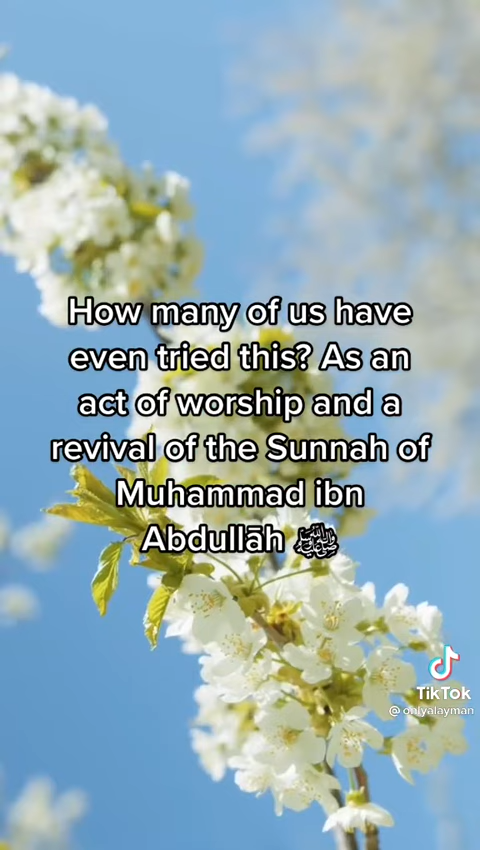 How many of us have
even tried this? As an
act of worship and a
revival of the Sunnah of
Muhammad ibn
Abdullāh ﷺ
TikTok
@onlyalayman